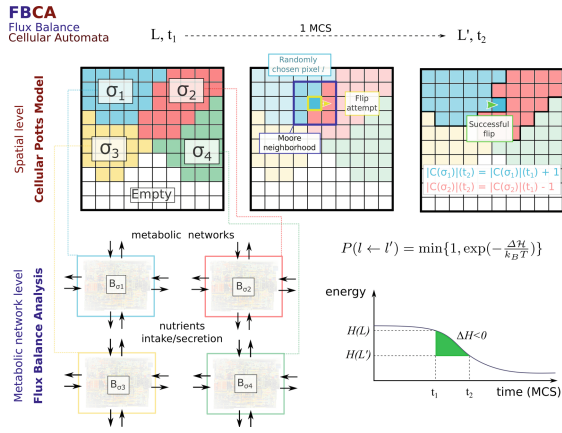 FBCA
Flux Balance
Cellular Automata
L, t1
1 MCS
L', t2
Spatial level
Cellular Potts Model
σ1
σ2
σ3
σ4
Empty
Randomly
chosen pixel l
Flip
attempt
Moore
neighborhood
Successful
flip
|C(σ1)|(t2) = |C(σ1)|(t1) + 1
|C(σ2)|(t2) = |C(σ2)|(t1) - 1
Metabolic network level
Flux Balance Analysis
metabolic networks
Bσ1
Bσ2
nutrients
intake/secretion
Bσ3
Bσ4
P(l ← l′) = min{1, exp(−Δℋ/k_BT)}
energy
H(L)
ΔH<0
H(L')
t1
t2
time (MCS)